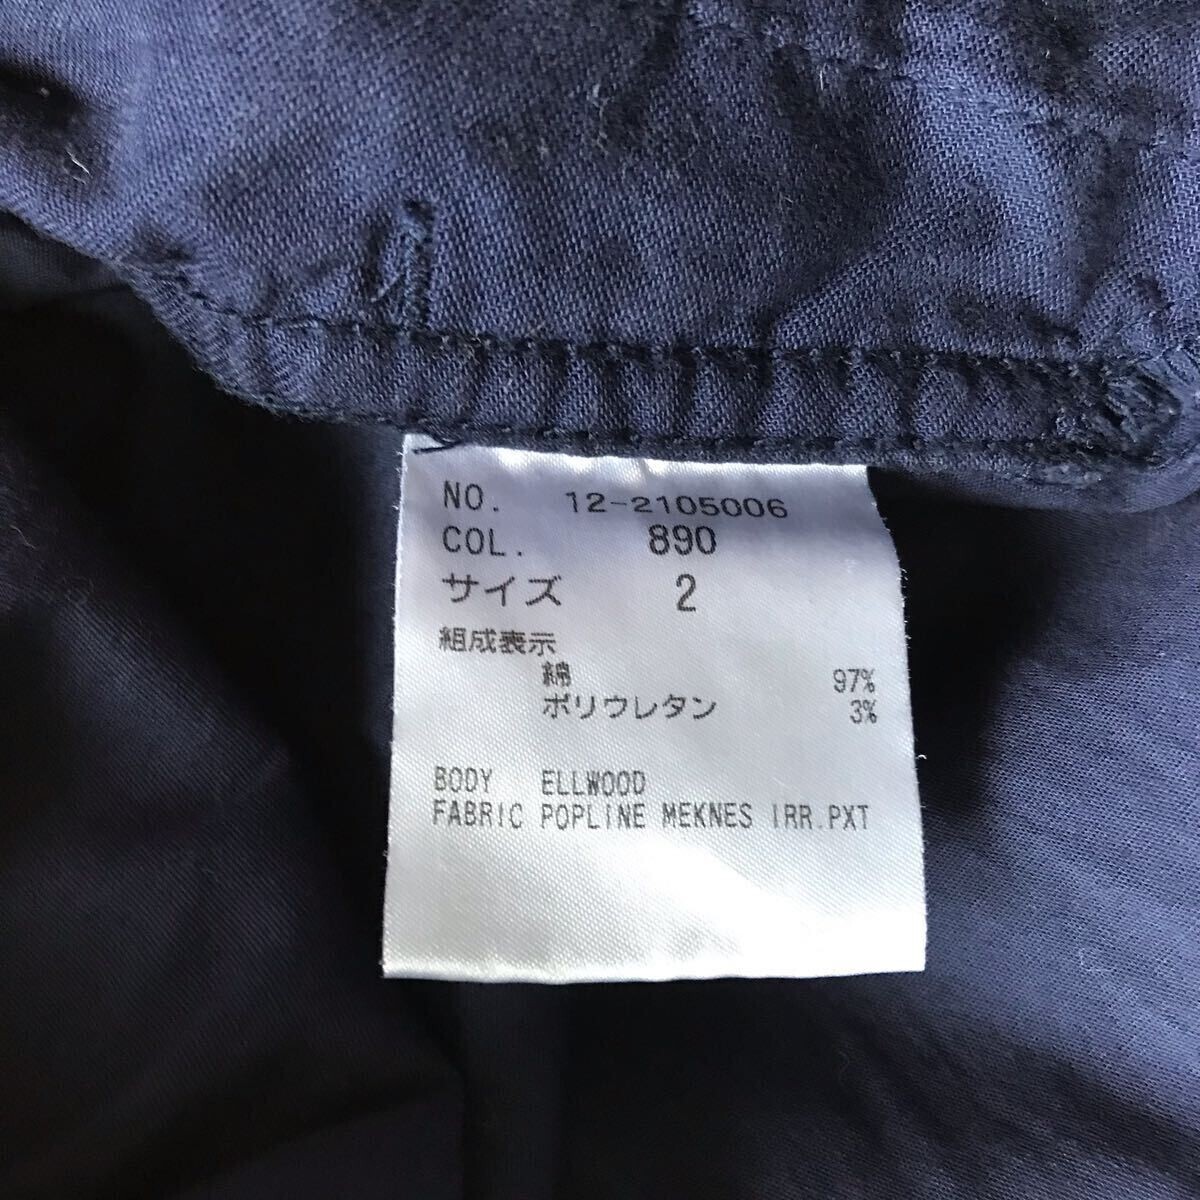 NO. 12-2105006
COL. 890
サイズ 2
組成表示
綿 97%
ポリウレタン 3%
BODY ELLWOOD
FABRIC POPLINE MEKNES IRR.PXT